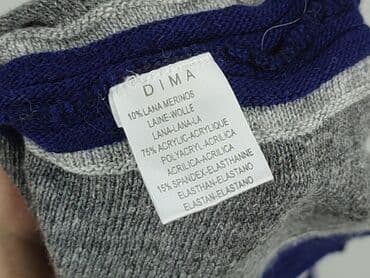 DIMA
10% LANA MERINOS
LAINE-WOLLE
LANA-LANA-LA
75% ACRYLIC-ACRYLIQUE
POLYACRYL-ACRILICA
ACRILICA-ACRILICA
15% SPANDEX-ELASTHANNE
ELASTHAN-ELASTAN
ELASTANO-ELASTANO